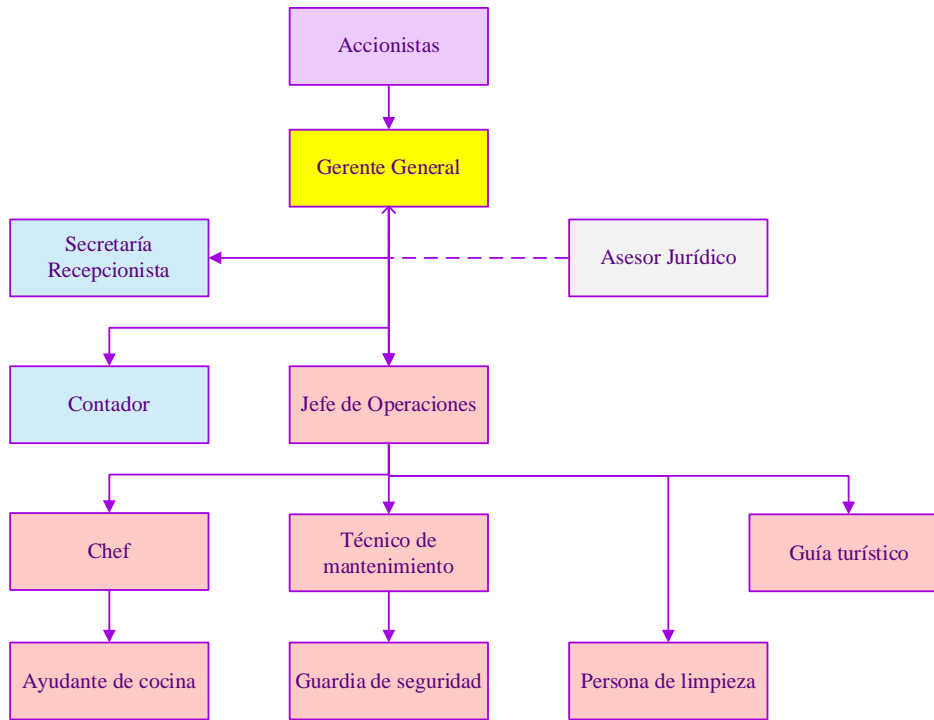 Accionistas
Gerente General
Secretaría
Recepcionista
Asesor Jurídico
Contador
Jefe de Operaciones
Chef
Técnico de
mantenimiento
Guía turístico
Ayudante de cocina
Guardia de seguridad
Persona de limpieza